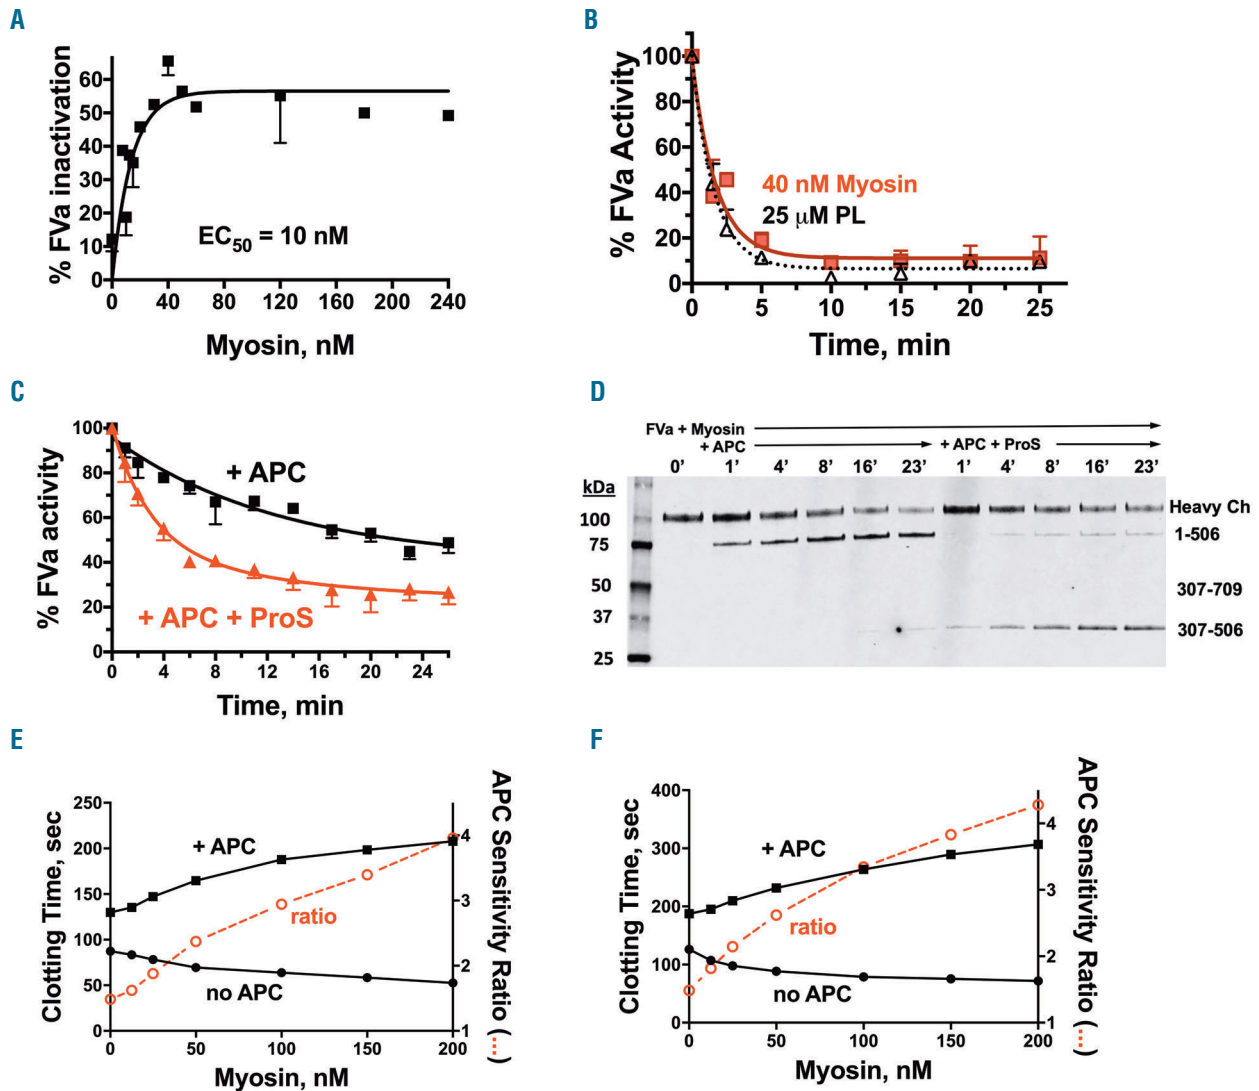 A
% FVa inactivation
60
50
40
30
20
10
0
EC50 = 10 nM
0 40 80 120 160 200 240
Myosin, nM
B
% FVa Activity
100
80
60
40
20
0
40 nM Myosin
25 μM PL
0 5 10 15 20 25
Time, min
C
% FVa activity
100
80
60
40
20
0
+ APC
+ APC + ProS
0 4 8 12 16 20 24
Time, min
D
FVa + Myosin
+ APC + APC + ProS
0’ 1’ 4’ 8’ 16’ 23’ 1’ 4’ 8’ 16’ 23’
kDa
100
75
50
37
25
Heavy Ch
1-506
307-709
307-506
E
Clotting Time, sec
250
200
150
100
50
0
+ APC
ratio
no APC
4
3
2
1
APC Sensitivity Ratio (...)
0 50 100 150 200
Myosin, nM
F
Clotting Time, sec
400
300
200
100
0
+ APC
ratio
no APC
4
3
2
1
APC Sensitivity Ratio (...)
0 50 100 150 200
Myosin, nM